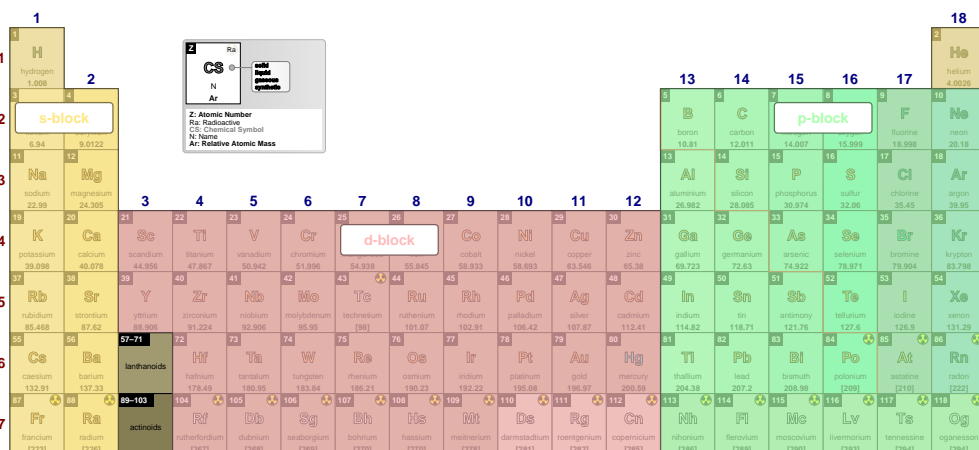 1 18
1 2
H He
hydrogen helium
1.008 4.0026
Z Ra
CS
N
Ar
solid
liquid
gaseous
synthetic
Z: Atomic Number
Ra: Radioactive
CS: Chemical Symbol
N: Name
Ar: Relative Atomic Mass
2 13 14 15 16 17
3 4 5 6 7 8 9 10
2 s-block B C p-block F Ne
boron carbon fluorine neon
6.94 9.0122 10.81 12.011 14.007 15.999 18.998 20.18
11 12 13 14 15 16 17 18
3 Na Mg Al Si P S Cl Ar
sodium magnesium aluminium silicon phosphorus sulfur chlorine argon
22.99 24.305 26.982 28.085 30.974 32.06 35.45 39.95
3 4 5 6 7 8 9 10 11 12
19 20 21 22 23 24 25 26 27 28 29 30 31 32 33 34 35 36
4 K Ca Sc Ti V Cr d-block Co Ni Cu Zn Ga Ge As Se Br Kr
potassium calcium scandium titanium vanadium chromium cobalt nickel copper zinc gallium germanium arsenic selenium bromine krypton
39.098 40.078 44.956 47.867 50.942 51.996 54.938 55.845 58.933 58.693 63.546 65.38 69.723 72.63 74.922 78.971 79.904 83.798
37 38 39 40 41 42 43 44 45 46 47 48 49 50 51 52 53 54
5 Rb Sr Y Zr Nb Mo Tc Ru Rh Pd Ag Cd In Sn Sb Te I Xe
rubidium strontium yttrium zirconium niobium molybdenum technetium ruthenium rhodium palladium silver cadmium indium tin antimony tellurium iodine xenon
85.468 87.62 88.906 91.224 92.906 95.95 [98] 101.07 102.91 106.42 107.87 112.41 114.82 118.71 121.76 127.6 126.9 131.29
55 56 57–71 72 73 74 75 76 77 78 79 80 81 82 83 84 85 86
6 Cs Ba lanthanoids Hf Ta W Re Os Ir Pt Au Hg Tl Pb Bi Po At Rn
caesium barium hafnium tantalum tungsten rhenium osmium iridium platinum gold mercury thallium lead bismuth polonium astatine radon
132.91 137.33 178.49 180.95 183.84 186.21 190.23 192.22 195.08 196.97 200.59 204.38 207.2 208.98 [209] [210] [222]
87 88 89–103 104 105 106 107 108 109 110 111 112 113 114 115 116 117 118
7 Fr Ra actinoids Rf Db Sg Bh Hs Mt Ds Rg Cn Nh Fl Mc Lv Ts Og
francium radium rutherfordium dubnium seaborgium bohrium hassium meitnerium darmstadtium roentgenium copernicium nihonium flerovium moscovium livermorium tennessine oganesson